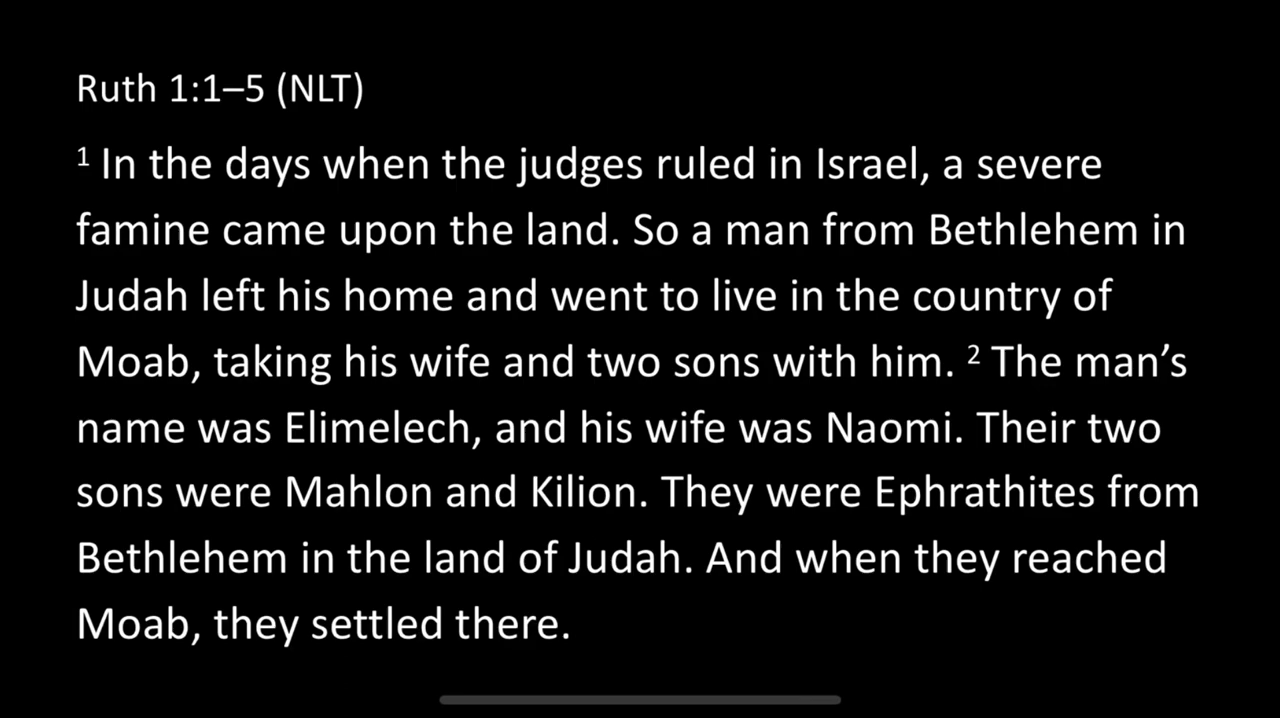 Ruth 1:1–5 (NLT)
¹ In the days when the judges ruled in Israel, a severe
famine came upon the land. So a man from Bethlehem in
Judah left his home and went to live in the country of
Moab, taking his wife and two sons with him. ² The man’s
name was Elimelech, and his wife was Naomi. Their two
sons were Mahlon and Kilion. They were Ephrathites from
Bethlehem in the land of Judah. And when they reached
Moab, they settled there.